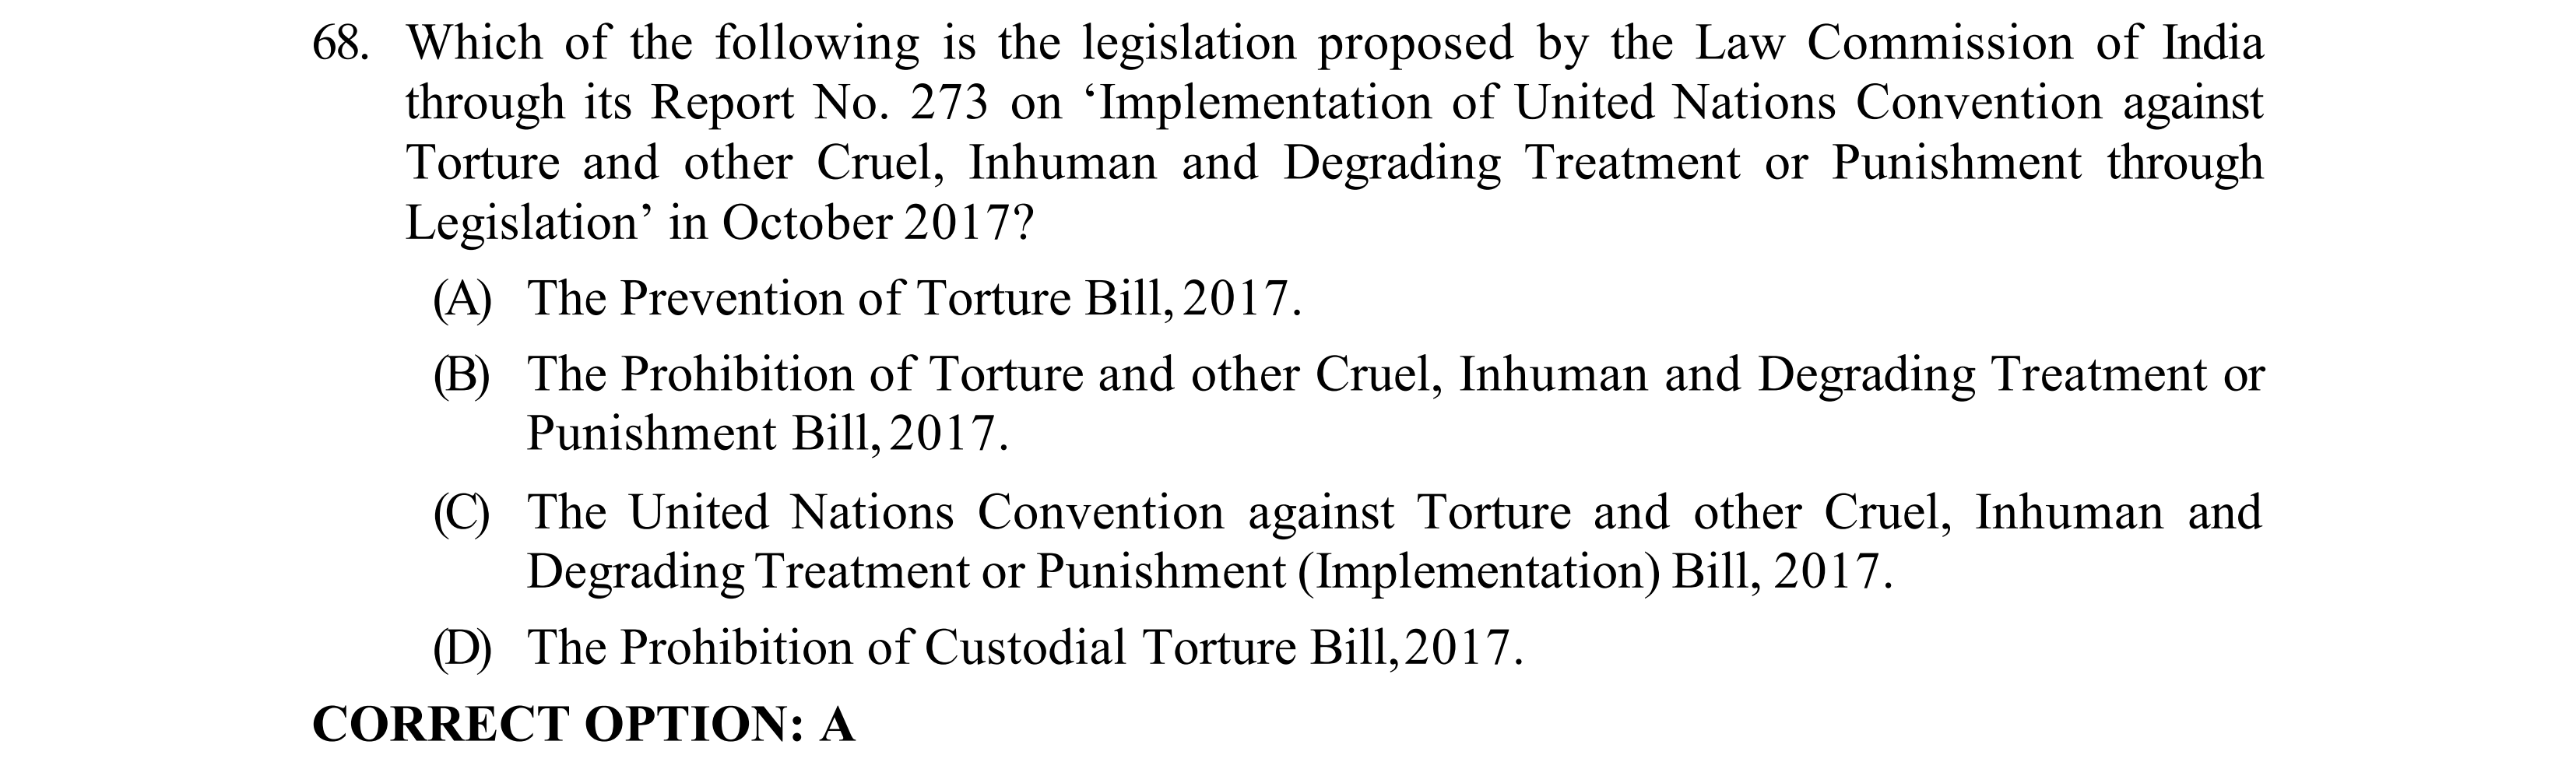 68. Which of the following is the legislation proposed by the Law Commission of India
through its Report No. 273 on ‘Implementation of United Nations Convention against
Torture and other Cruel, Inhuman and Degrading Treatment or Punishment through
Legislation’ in October 2017?
(A) The Prevention of Torture Bill, 2017.
(B) The Prohibition of Torture and other Cruel, Inhuman and Degrading Treatment or
Punishment Bill, 2017.
(C) The United Nations Convention against Torture and other Cruel, Inhuman and
Degrading Treatment or Punishment (Implementation) Bill, 2017.
(D) The Prohibition of Custodial Torture Bill,2017.
CORRECT OPTION: A